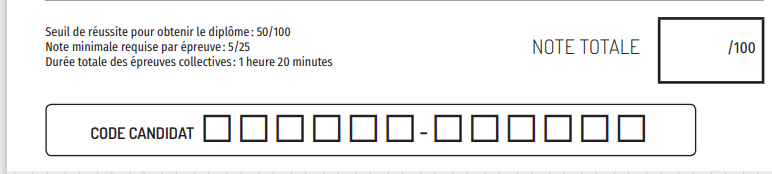 Seuil de réussite pour obtenir le diplôme : 50/100
Note minimale requise par épreuve : 5/25
Durée totale des épreuves collectives : 1 heure 20 minutes
NOTE TOTALE
/100
CODE CANDIDAT □□□□□□-□□□□□□